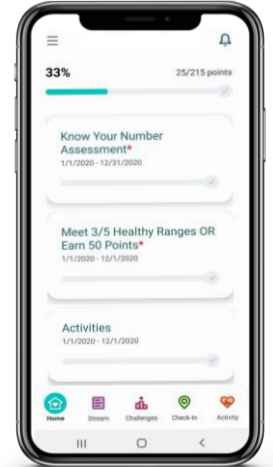 33% 25/215 points
Know Your Number
Assessment*
1/1/2020 - 12/31/2020
Meet 3/5 Healthy Ranges OR
Earn 50 Points*
1/1/2020 - 12/1/2020
Activities
1/1/2020 - 12/1/2020
Home Stream Challenges Check-In Activity